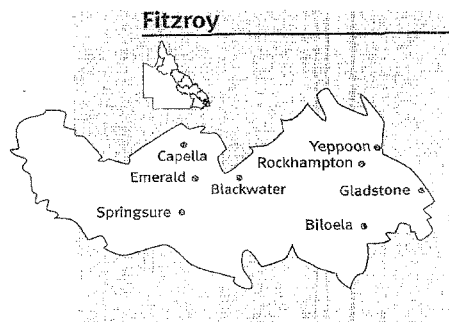 Fitzroy
Capella
Yeppoon
Rockhampton
Emerald
Blackwater
Gladstone
Springsure
Biloela